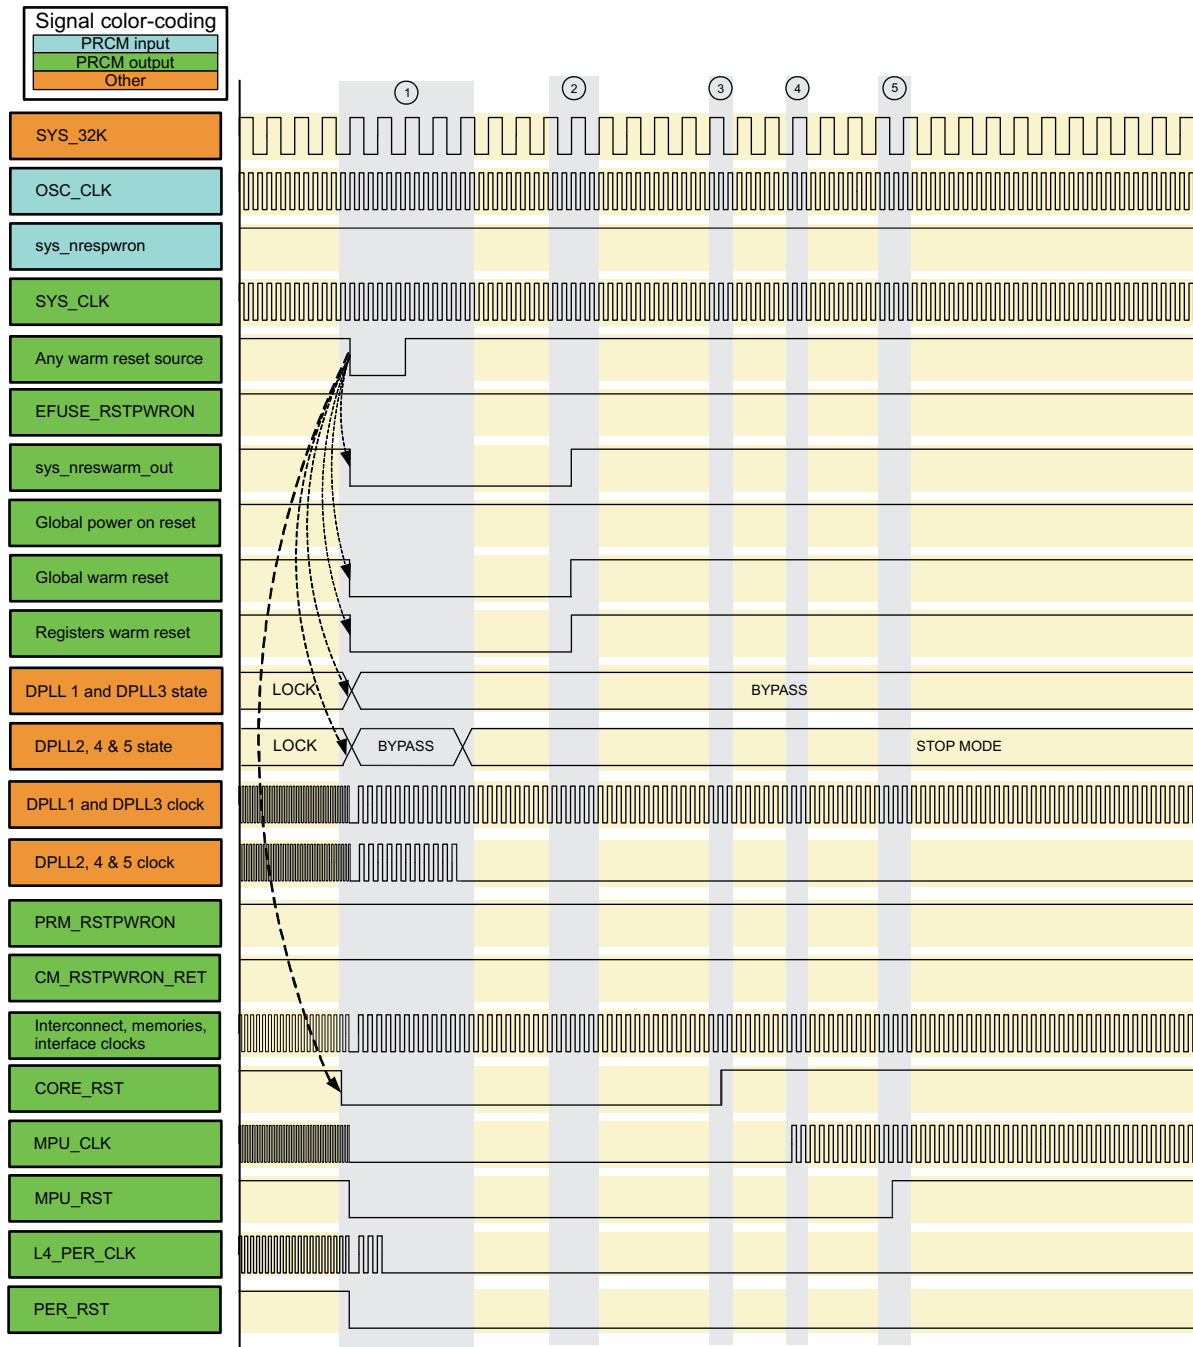 Signal color-coding
PRCM input
PRCM output
Other
1
2
3
4
5
SYS_32K
OSC_CLK
sys_nrespwron
SYS_CLK
Any warm reset source
EFUSE_RSTPWRON
sys_nreswarm_out
Global power on reset
Global warm reset
Registers warm reset
DPLL 1 and DPLL3 state
LOCK
BYPASS
DPLL2, 4 & 5 state
LOCK
BYPASS
STOP MODE
DPLL1 and DPLL3 clock
DPLL2, 4 & 5 clock
PRM_RSTPWRON
CM_RSTPWRON_RET
Interconnect, memories,
interface clocks
CORE_RST
MPU_CLK
MPU_RST
L4_PER_CLK
PER_RST